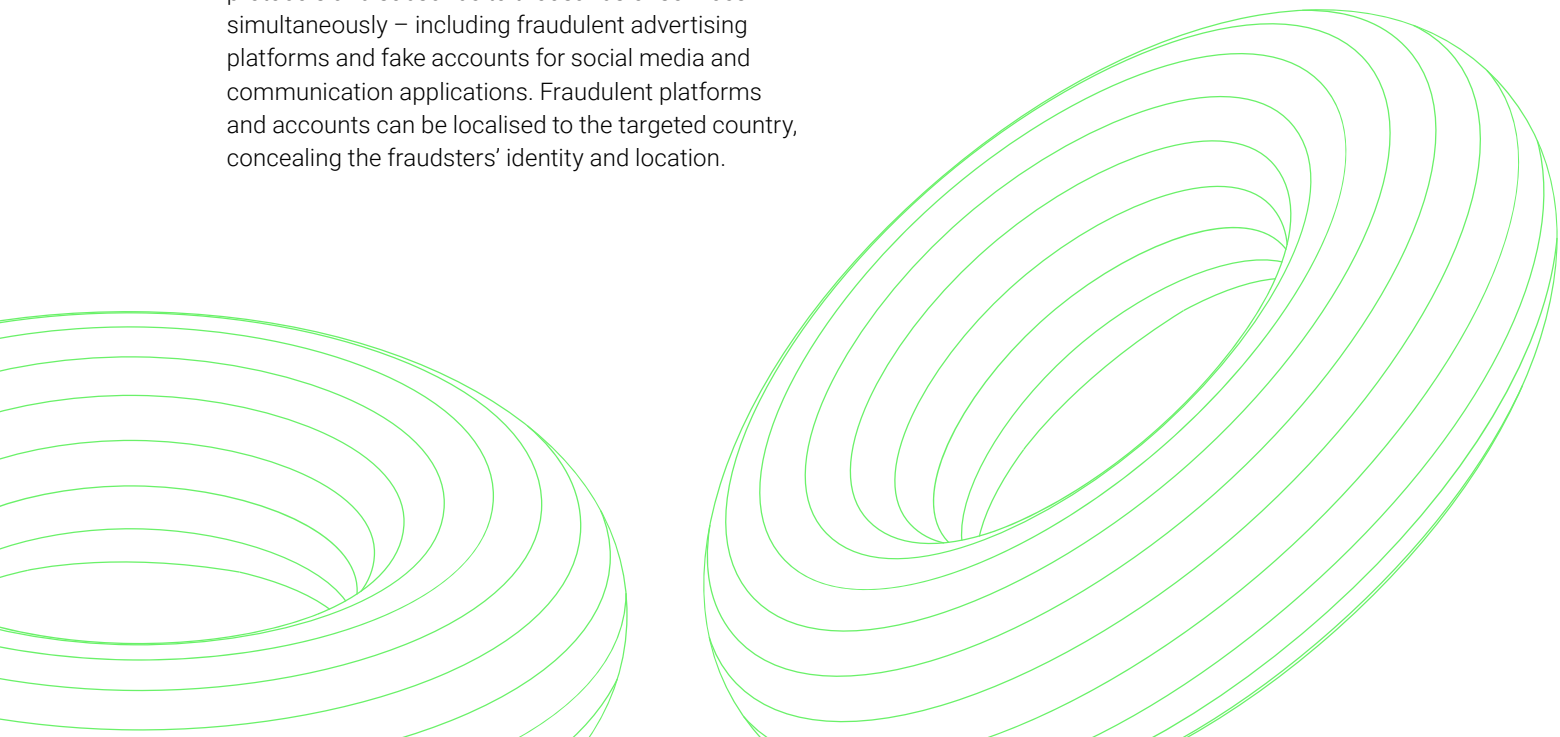 simultaneously – including fraudulent advertising
platforms and fake accounts for social media and
communication applications. Fraudulent platforms
and accounts can be localised to the targeted country,
concealing the fraudsters’ identity and location.